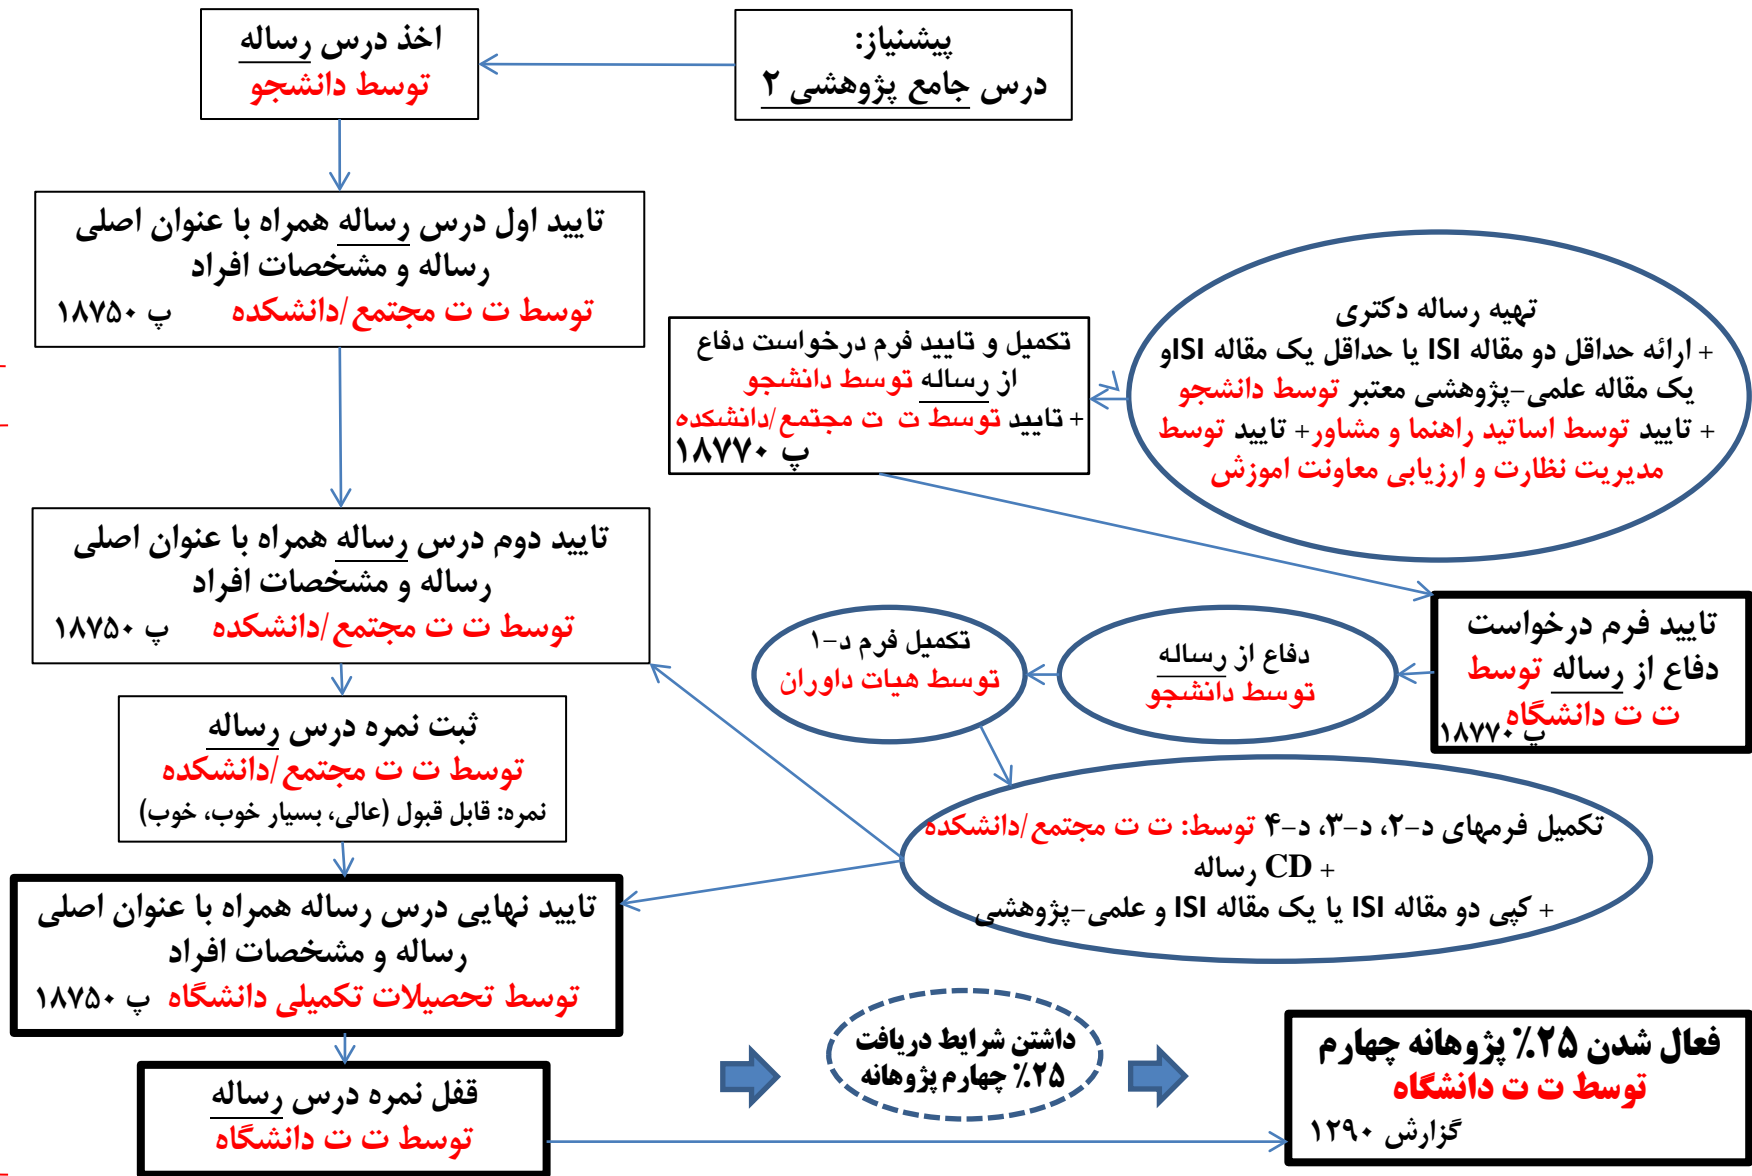 پیشنیاز:
درس جامع پژوهشی ۲
اخذ درس رساله
توسط دانشجو
تایید اول درس رساله همراه با عنوان اصلی
رساله و مشخصات افراد
توسط ت ت مجتمع/دانشکده پ ۱۸۷۵۰
تهیه رساله دکتری
+ ارائه حداقل دو مقاله ISI یا حداقل یک مقاله ISIو
یک مقاله علمی-پژوهشی معتبر توسط دانشجو
+ تایید توسط اساتید راهنما و مشاور+ تایید توسط
مدیریت نظارت و ارزیابی معاونت اموزش
تکمیل و تایید فرم درخواست دفاع
از رساله توسط دانشجو
+ تایید توسط ت ت مجتمع/دانشکده
پ ۱۸۷۷۰
تایید دوم درس رساله همراه با عنوان اصلی
رساله و مشخصات افراد
توسط ت ت مجتمع/دانشکده پ ۱۸۷۵۰
تایید فرم درخواست
دفاع از رساله توسط
ت ت دانشگاه
پ ۱۸۷۷۰
دفاع از رساله
توسط دانشجو
تکمیل فرم د-۱
توسط هیات داوران
ثبت نمره درس رساله
توسط ت ت مجتمع/دانشکده
نمره: قابل قبول (عالی، بسیار خوب، خوب)
تکمیل فرمهای د-۲، د-۳، د-۴ توسط: ت ت مجتمع/دانشکده
+ CD رساله
+ کپی دو مقاله ISI یا یک مقاله ISI و علمی-پژوهشی
تایید نهایی درس رساله همراه با عنوان اصلی
رساله و مشخصات افراد
توسط تحصیلات تکمیلی دانشگاه پ ۱۸۷۵۰
قفل نمره درس رساله
توسط ت ت دانشگاه
داشتن شرایط دریافت
۲۵٪ چهارم پژوهانه
فعال شدن ۲۵٪ پژوهانه چهارم
توسط ت ت دانشگاه
گزارش ۱۲۹۰